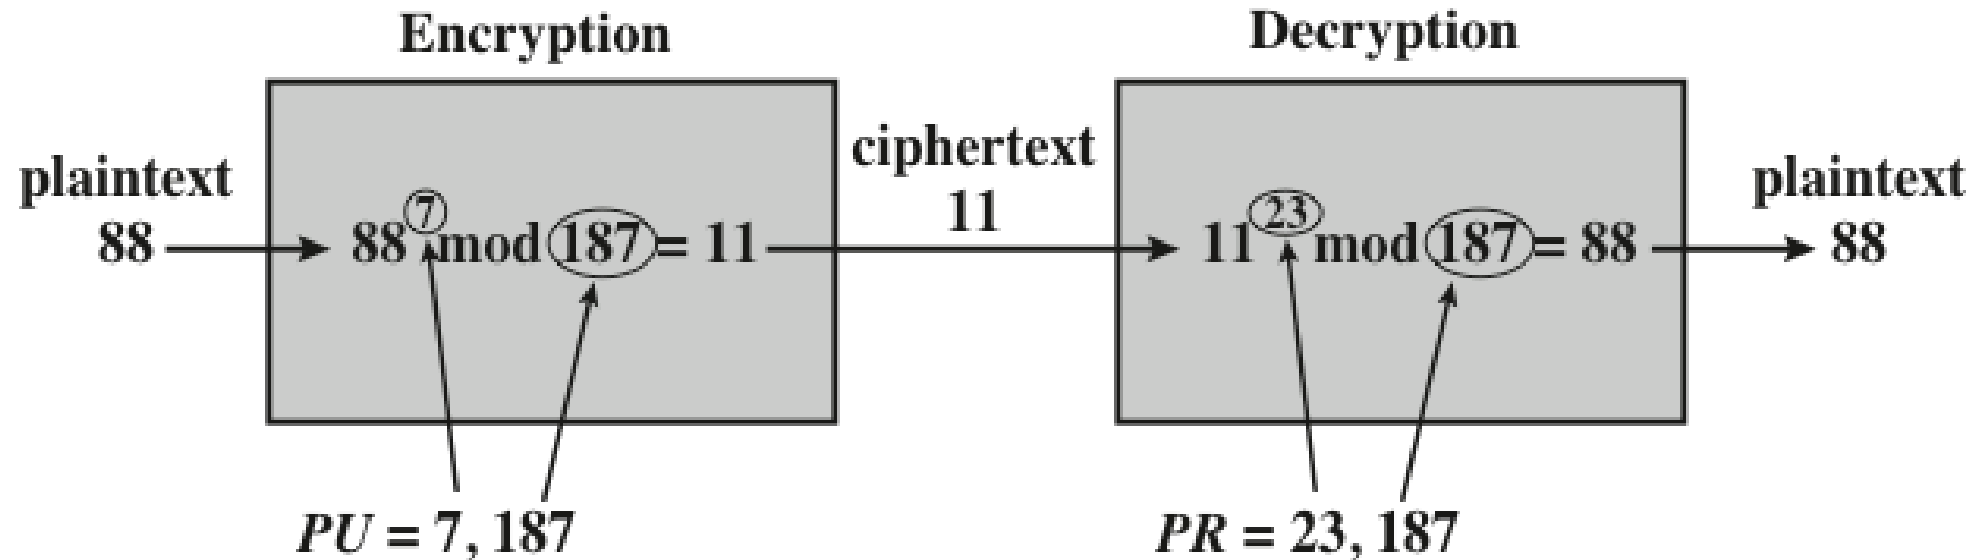 Encryption
Decryption
plaintext
88
88^7 mod 187 = 11
ciphertext
11
11^23 mod 187 = 88
plaintext
88
PU = 7, 187
PR = 23, 187